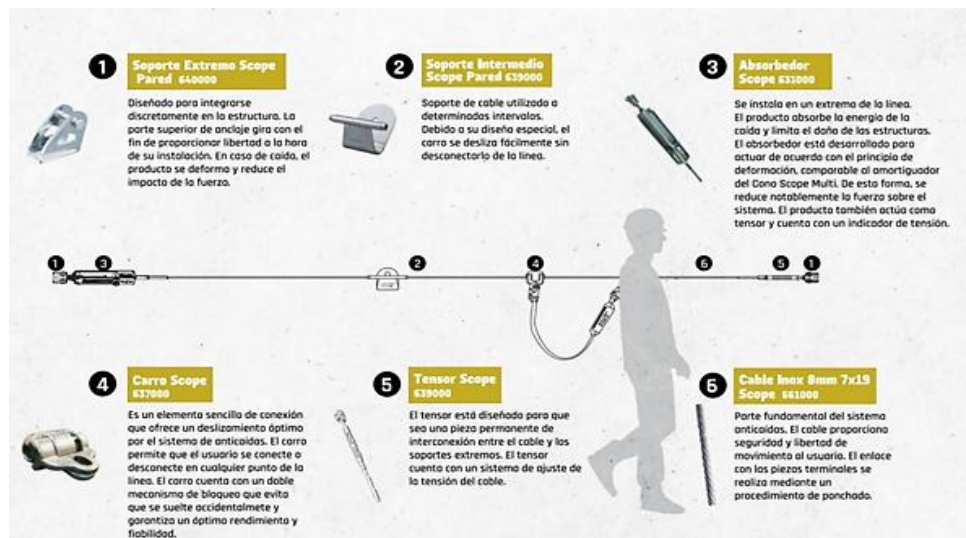 1
Soporte Extremo Scope
Pared 640000
Diseñado para integrarse
discretamente en la estructura. La
parte superior de anclaje gira con el
fin de proporcionar libertad a la hora
de su instalación. En caso de caída, el
producto se deforma y reduce el
impacto de la fuerza.
2
Soporte Intermedio
Scope Pared 639000
Soporte de cable utilizado a
determinados intervalos.
Debido a su diseño especial, el
carro se desliza fácilmente sin
desconectarlo de la línea.
3
Absorbedor
Scope 631000
Se instala en un extremo de la línea.
El producto absorbe la energía de la
caída y limita el daño de las estructuras.
El absorbedor está desarrollado para
actuar de acuerdo con el principio de
deformación, comparable al amortiguador
del Cono Scope Multi. De esta forma, se
reduce notablemente la fuerza sobre el
sistema. El producto también actúa como
tensor y cuenta con un indicador de tensión.
1 3 2 4 6 5 1
4
Carro Scope
637000
Es un elemento sencillo de conexión
que ofrece un deslizamiento óptimo
por el sistema de anticaídas. El carro
permite que el usuario se conecte o
desconecte en cualquier punto de la
línea. El carro cuenta con un doble
mecanismo de bloqueo que evita
que se suelte accidentalmete y
garantiza un óptimo rendimiento y
fiabilidad.
5
Tensor Scope
639000
El tensor está diseñado para que
sea una pieza permanente de
interconexión entre el cable y los
soportes extremos. El tensor
cuenta con un sistema de ajuste de
la tensión del cable.
6
Cable Inox 8mm 7x19
Scope 661000
Parte fundamental del sistema
anticaídas. El cable proporciona
seguridad y libertad de
movimiento al usuario. El enlace
con las piezas terminales se
realiza mediante un
procedimiento de ponchado.